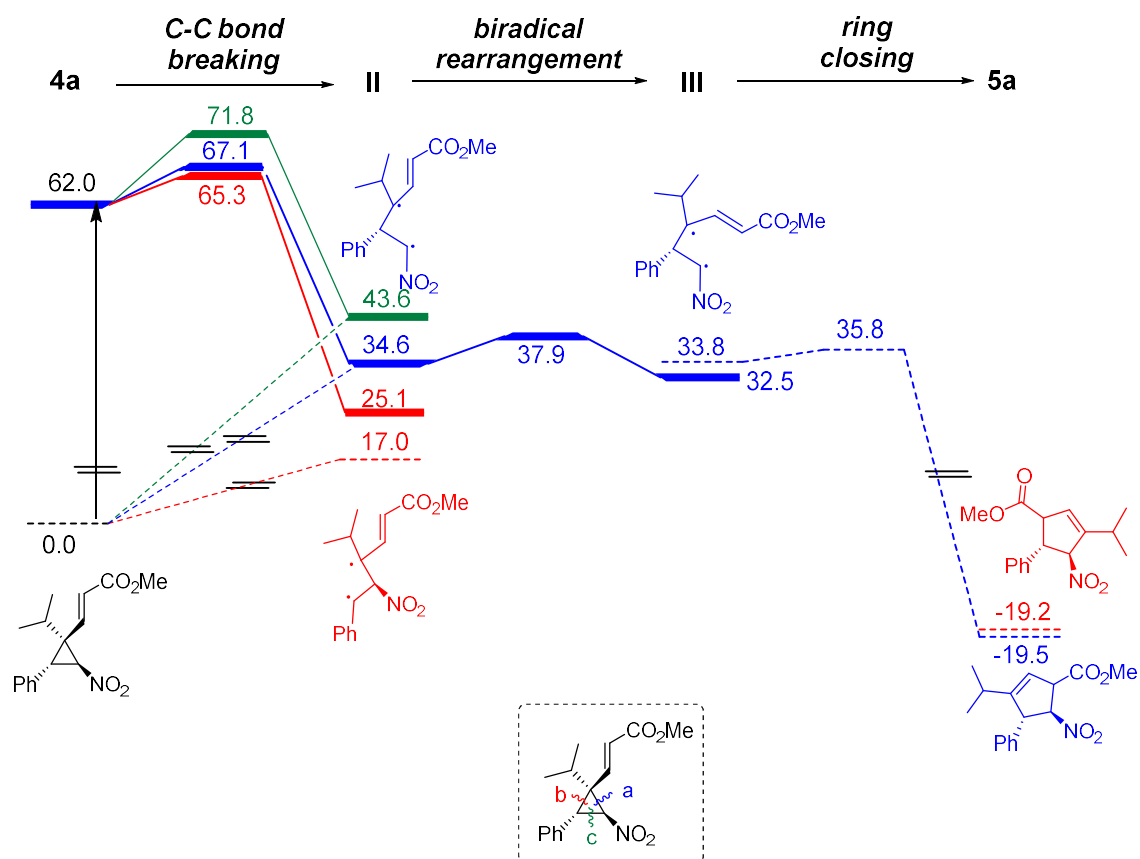 C-C bond
breaking
biradical
rearrangement
ring
closing
4a
II
III
5a
71.8
67.1
62.0
65.3
CO2Me
Ph
NO2
CO2Me
Ph
NO2
43.6
34.6
37.9
33.8
35.8
32.5
25.1
17.0
0.0
CO2Me
Ph
NO2
CO2Me
NO2
Ph
O
MeO
Ph
NO2
-19.2
-19.5
CO2Me
Ph
NO2
CO2Me
b
a
Ph
NO2
c